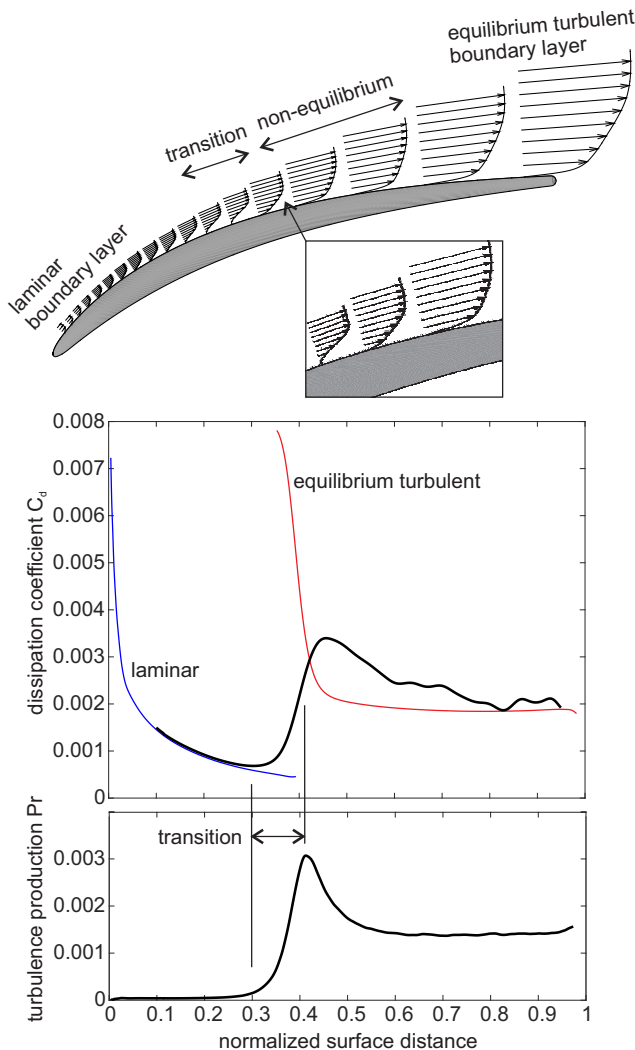 equilibrium turbulent
boundary layer
non-equilibrium
transition
laminar
boundary layer
0.008
0.007
0.006
0.005
0.004
0.003
0.002
0.001
0
dissipation coefficient C_d
equilibrium turbulent
laminar
transition
0.003
0.002
0.001
0
turbulence production Pr
0 0.1 0.2 0.3 0.4 0.5 0.6 0.7 0.8 0.9 1
normalized surface distance